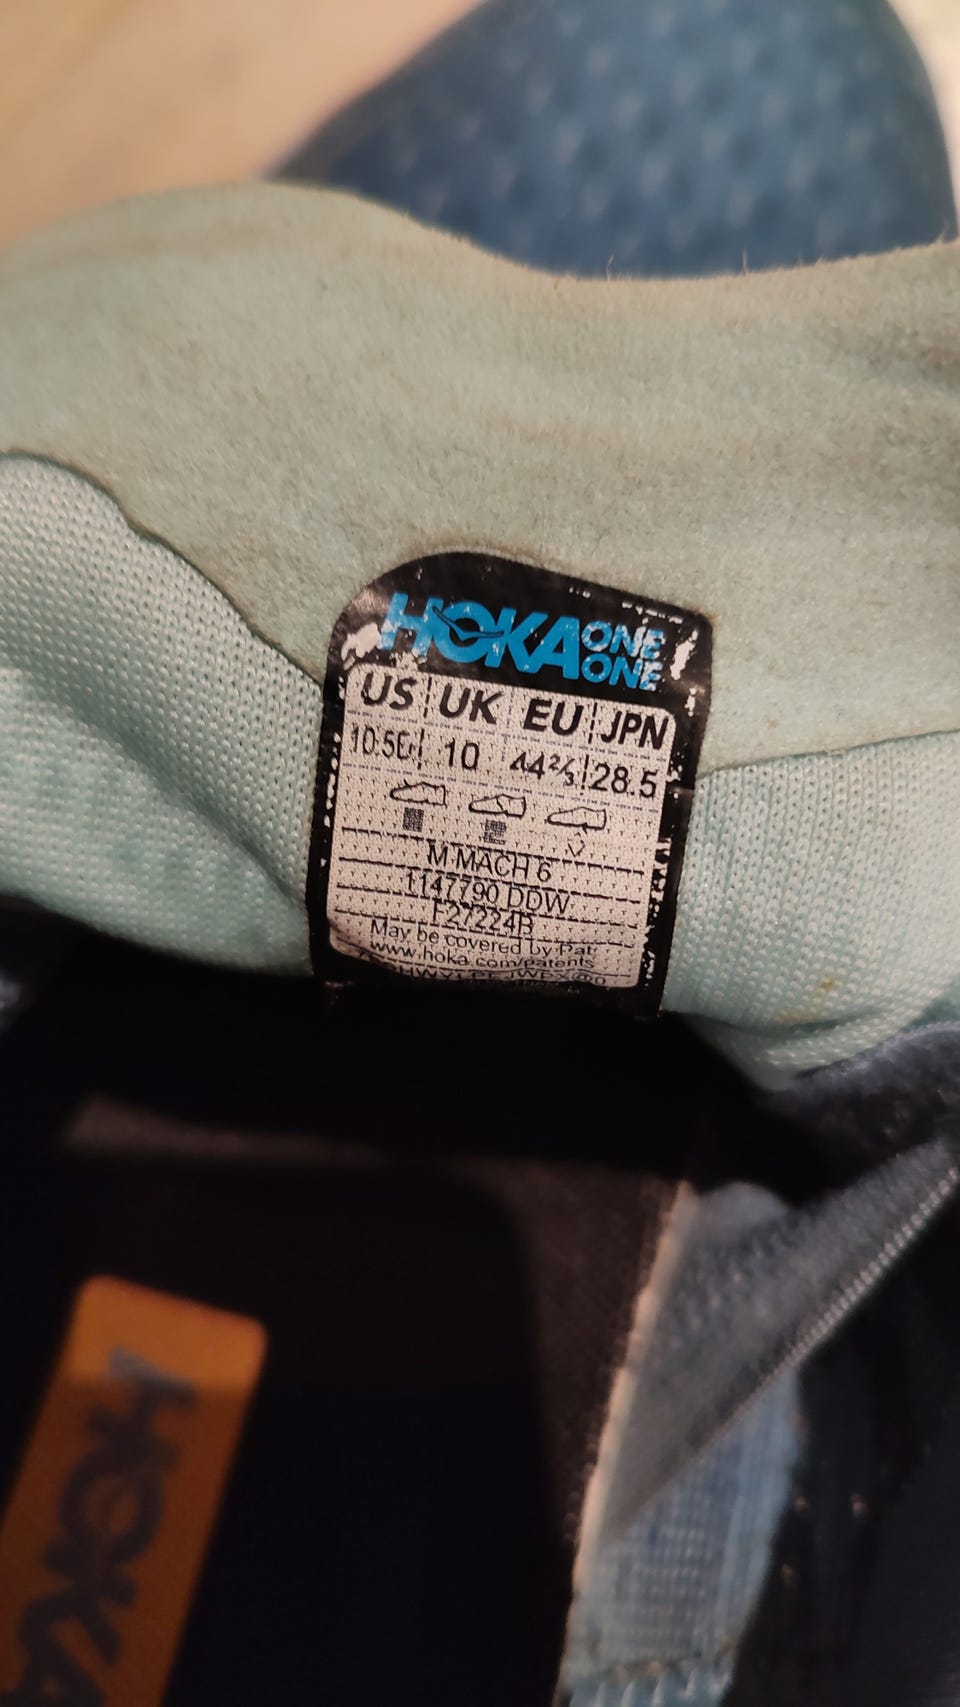 HOKA ONE ONE
US UK EU JPN
10.5D 10 44⅔ 28.5
M MACH 6
1147790 DDW
F27224B
May be covered by Pat.
www.hoka.com/patents
HOKA